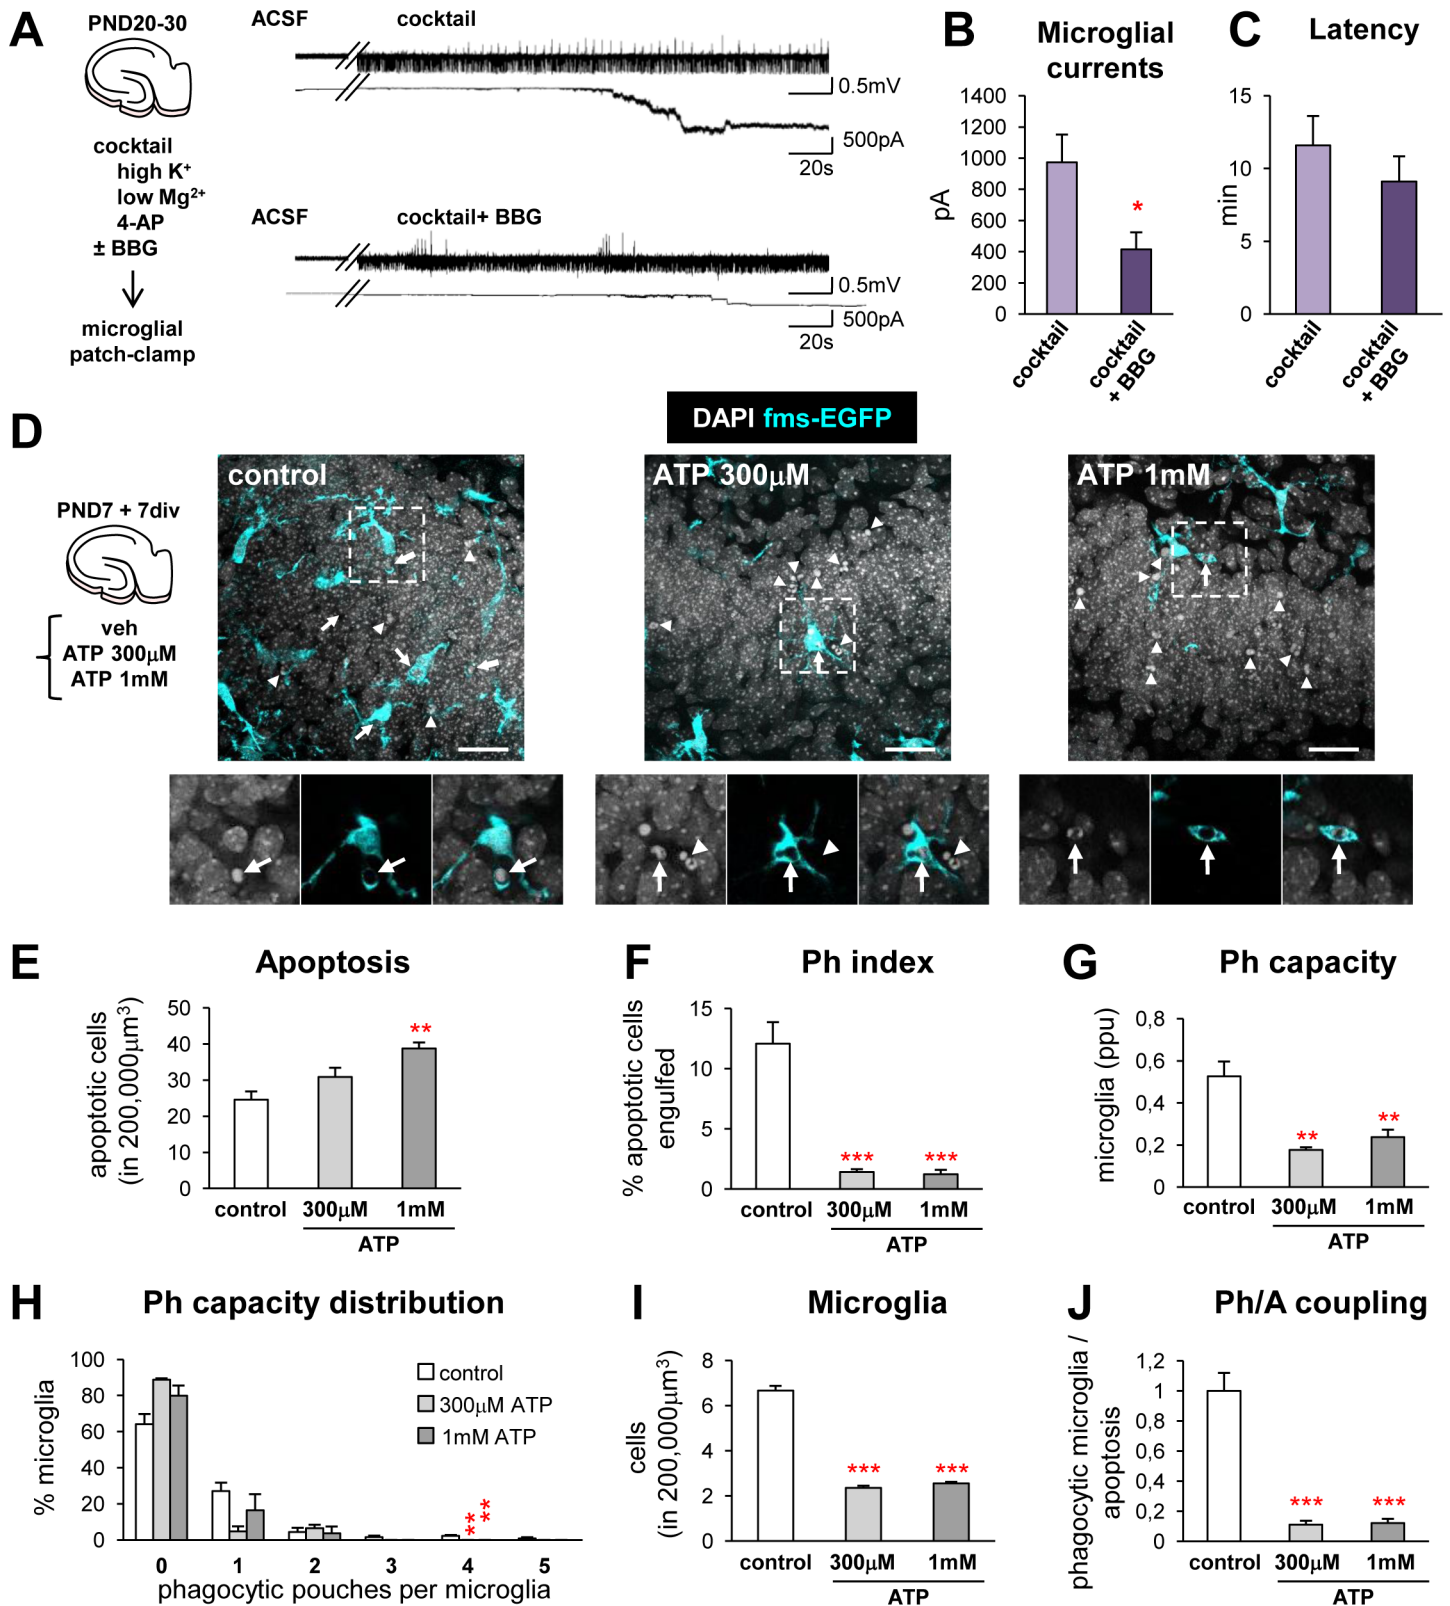 A
PND20-30
cocktail
high K⁺
low Mg²⁺
4-AP
± BBG
microglial
patch-clamp
ACSF
cocktail
0.5mV
500pA
20s
ACSF
cocktail+ BBG
0.5mV
500pA
20s
B
Microglial
currents
pA
1400
1200
1000
800
600
400
200
0
*
cocktail
cocktail
+ BBG
C
Latency
min
15
10
5
0
cocktail
cocktail
+ BBG
D
DAPI fms-EGFP
PND7 + 7div
veh
ATP 300µM
ATP 1mM
control
ATP 300µM
ATP 1mM
E
Apoptosis
apoptotic cells
(in 200,000µm³)
50
40
30
20
10
0
**
control
300µM
1mM
ATP
F
Ph index
% apoptotic cells
engulfed
15
10
5
0
***
***
control
300µM
1mM
ATP
G
Ph capacity
microglia (ppu)
0,8
0,6
0,4
0,2
0
**
**
control
300µM
1mM
ATP
H
Ph capacity distribution
% microglia
100
80
60
40
20
0
control
300µM ATP
1mM ATP
**
**
0 1 2 3 4 5
phagocytic pouches per microglia
I
Microglia
cells
(in 200,000µm³)
8
6
4
2
0
***
***
control
300µM
1mM
ATP
J
Ph/A coupling
phagocytic microglia /
apoptosis
1,2
1
0,8
0,6
0,4
0,2
0
***
***
control
300µM
1mM
ATP